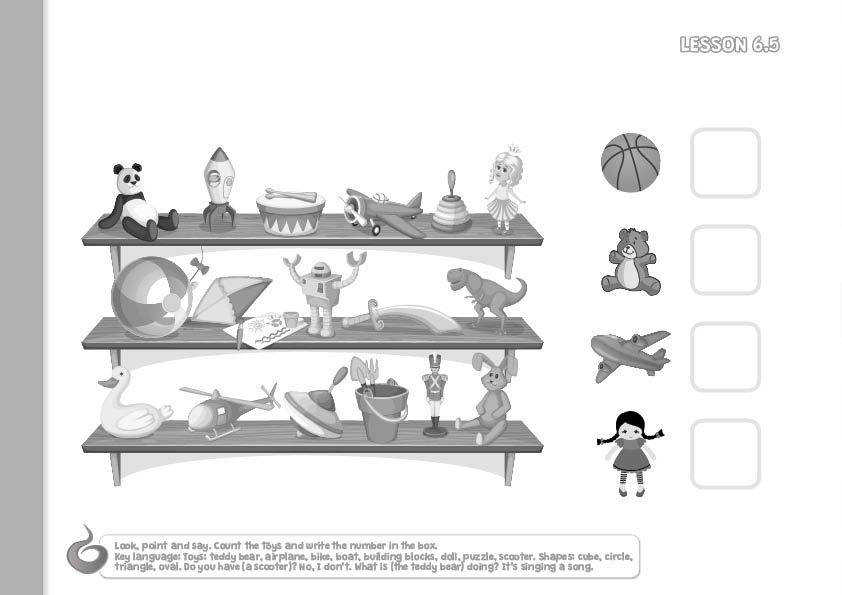 LESSON 6.5
Look, point and say. Count the toys and write the number in the box.
Key language: Toys: teddy bear, airplane, bike, boat, building blocks, doll, puzzle, scooter. Shapes: cube, circle,
triangle, oval. Do you have (a scooter)? No, I don't. What is (the teddy bear) doing? It's singing a song.